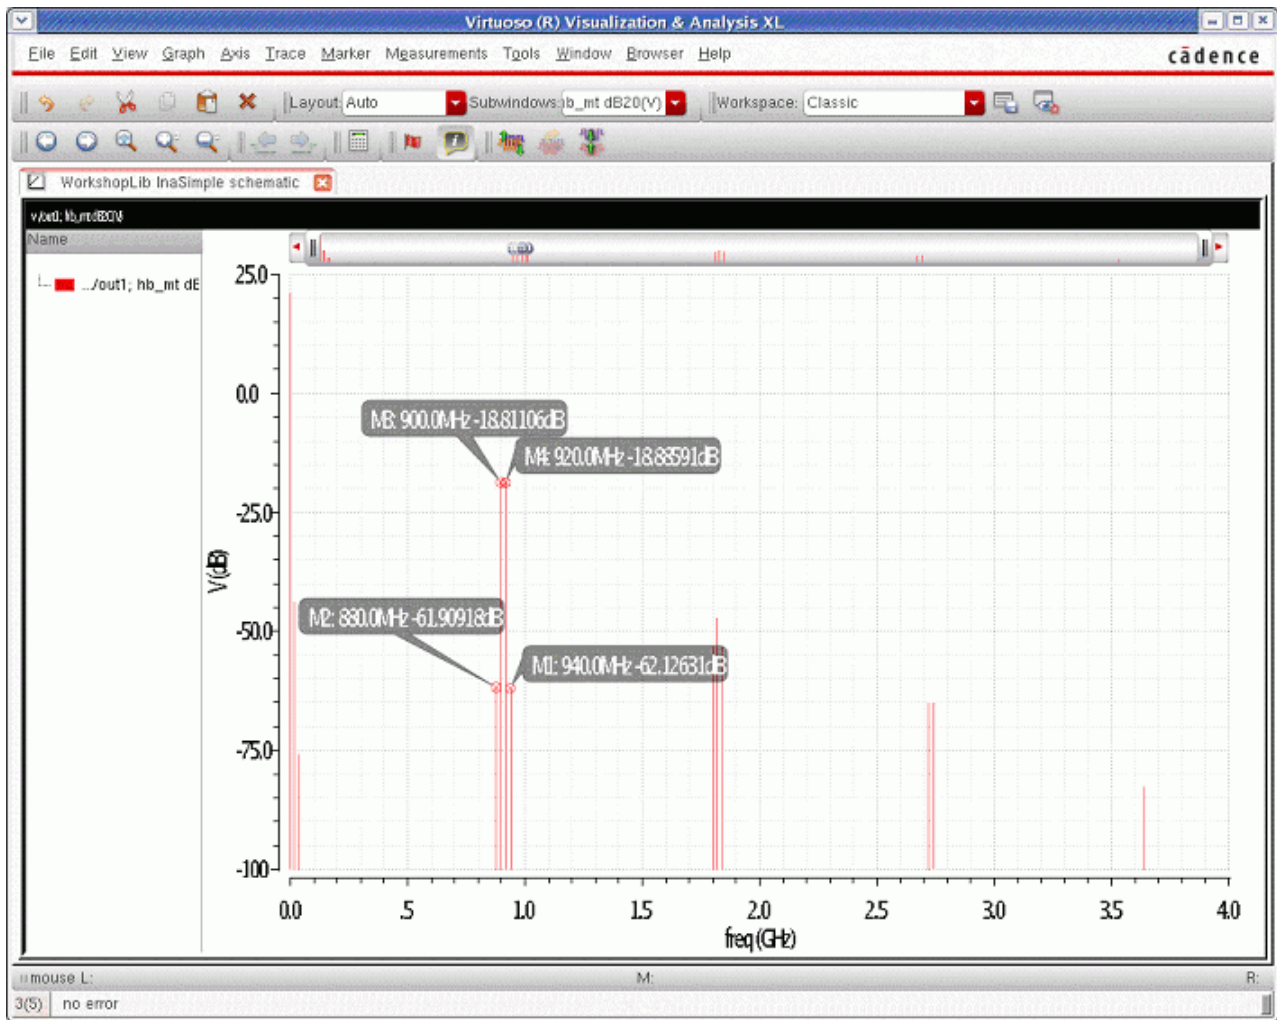 Virtuoso (R) Visualization & Analysis XL
File Edit View Graph Axis Trace Marker Measurements Tools Window Browser Help
cādence
Layout: Auto Subwindows: lb_mt dB20(V) Workspace: Classic
WorkshopLib lnaSimple schematic
Name
.../out1; hb_mt dE
25.0
0.0
-25.0
-50.0
-75.0
-100
V (dB)
M3: 900.0MHz -18.81106dB
M4: 920.0MHz -18.88591dB
M2: 880.0MHz -61.90918dB
M1: 940.0MHz -62.12631dB
0.0 .5 1.0 1.5 2.0 2.5 3.0 3.5 4.0
freq (GHz)
mouse L: M: R:
3(5) no error